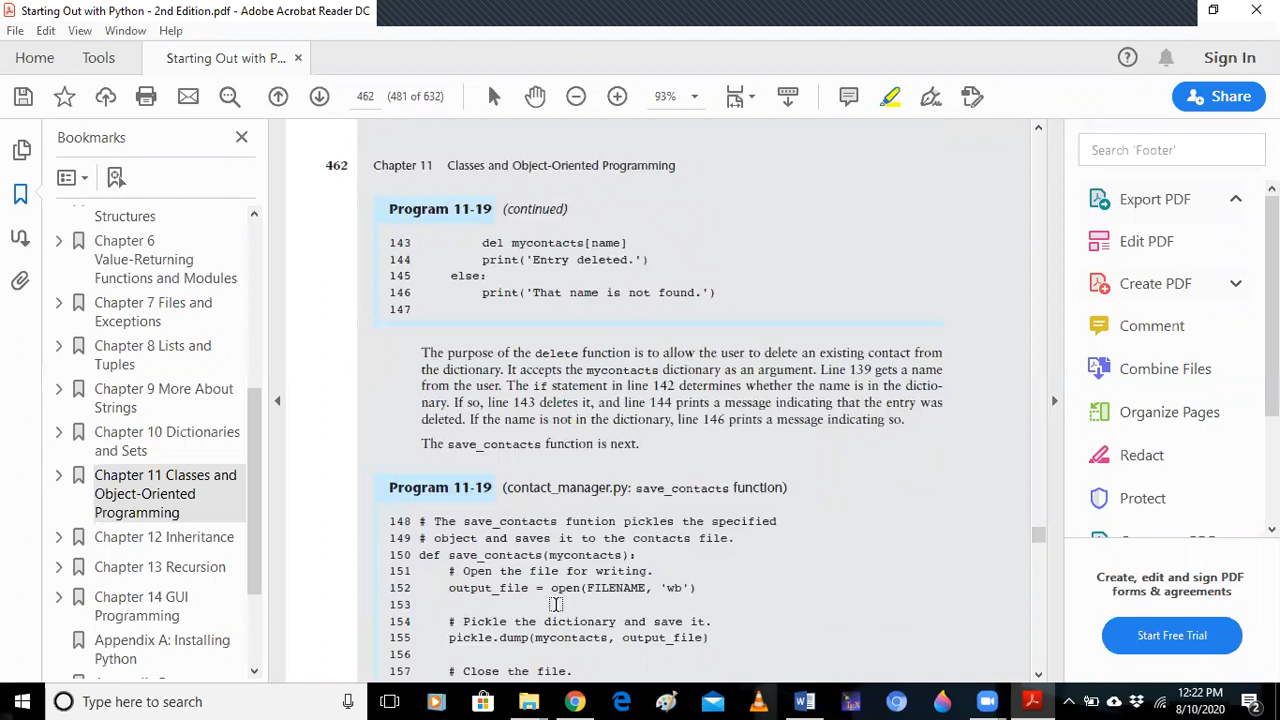 Starting Out with Python - 2nd Edition.pdf - Adobe Acrobat Reader DC
File Edit View Window Help
Home Tools Starting Out with P... × Sign In
462 (481 of 632) 93% Share
Bookmarks
Structures
Chapter 6
Value-Returning
Functions and Modules
Chapter 7 Files and
Exceptions
Chapter 8 Lists and
Tuples
Chapter 9 More About
Strings
Chapter 10 Dictionaries
and Sets
Chapter 11 Classes and
Object-Oriented
Programming
Chapter 12 Inheritance
Chapter 13 Recursion
Chapter 14 GUI
Programming
Appendix A: Installing
Python
462 Chapter 11 Classes and Object-Oriented Programming
Program 11-19 (continued)
143 del mycontacts[name]
144 print('Entry deleted.')
145 else:
146 print('That name is not found.')
147
The purpose of the delete function is to allow the user to delete an existing contact from
the dictionary. It accepts the mycontacts dictionary as an argument. Line 139 gets a name
from the user. The if statement in line 142 determines whether the name is in the dictio-
nary. If so, line 143 deletes it, and line 144 prints a message indicating that the entry was
deleted. If the name is not in the dictionary, line 146 prints a message indicating so.
The save_contacts function is next.
Program 11-19 (contact_manager.py: save_contacts function)
148 # The save_contacts funtion pickles the specified
149 # object and saves it to the contacts file.
150 def save_contacts(mycontacts):
151 # Open the file for writing.
152 output_file = open(FILENAME, 'wb')
153
154 # Pickle the dictionary and save it.
155 pickle.dump(mycontacts, output_file)
156
157 # Close the file.
Search 'Footer'
Export PDF
Edit PDF
Create PDF
Comment
Combine Files
Organize Pages
Redact
Protect
Create, edit and sign PDF
forms & agreements
Start Free Trial
Type here to search
12:22 PM
8/10/2020